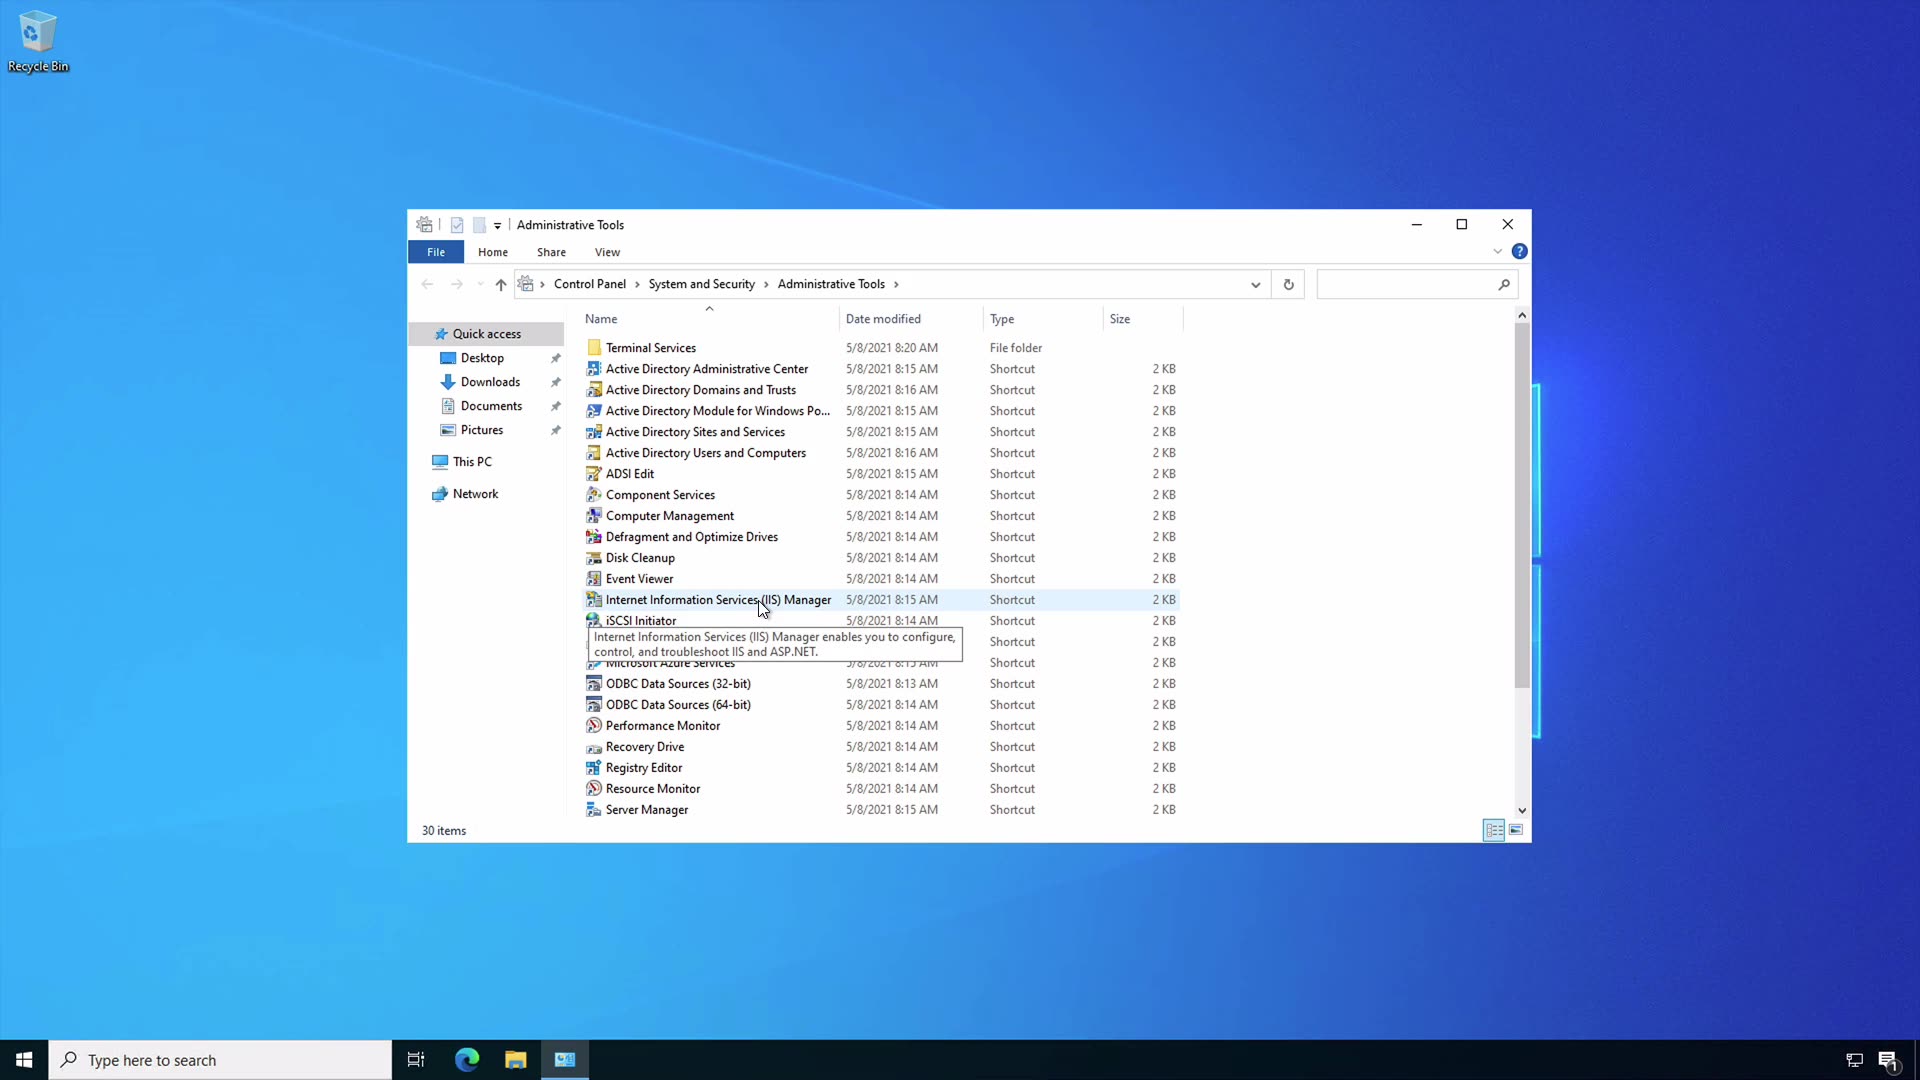 Recycle Bin
Administrative Tools
File Home Share View
Control Panel System and Security Administrative Tools
Name Date modified Type Size
Quick access
Desktop
Downloads
Documents
Pictures
This PC
Network
Terminal Services 5/8/2021 8:20 AM File folder
Active Directory Administrative Center 5/8/2021 8:15 AM Shortcut 2 KB
Active Directory Domains and Trusts 5/8/2021 8:16 AM Shortcut 2 KB
Active Directory Module for Windows Po... 5/8/2021 8:15 AM Shortcut 2 KB
Active Directory Sites and Services 5/8/2021 8:15 AM Shortcut 2 KB
Active Directory Users and Computers 5/8/2021 8:16 AM Shortcut 2 KB
ADSI Edit 5/8/2021 8:15 AM Shortcut 2 KB
Component Services 5/8/2021 8:14 AM Shortcut 2 KB
Computer Management 5/8/2021 8:14 AM Shortcut 2 KB
Defragment and Optimize Drives 5/8/2021 8:14 AM Shortcut 2 KB
Disk Cleanup 5/8/2021 8:14 AM Shortcut 2 KB
Event Viewer 5/8/2021 8:14 AM Shortcut 2 KB
Internet Information Services (IIS) Manager 5/8/2021 8:15 AM Shortcut 2 KB
iSCSI Initiator 5/8/2021 8:14 AM Shortcut 2 KB
Internet Information Services (IIS) Manager enables you to configure,
control, and troubleshoot IIS and ASP.NET.
Shortcut 2 KB
Microsoft Azure Services 5/8/2021 8:15 AM Shortcut 2 KB
ODBC Data Sources (32-bit) 5/8/2021 8:13 AM Shortcut 2 KB
ODBC Data Sources (64-bit) 5/8/2021 8:14 AM Shortcut 2 KB
Performance Monitor 5/8/2021 8:14 AM Shortcut 2 KB
Recovery Drive 5/8/2021 8:14 AM Shortcut 2 KB
Registry Editor 5/8/2021 8:14 AM Shortcut 2 KB
Resource Monitor 5/8/2021 8:14 AM Shortcut 2 KB
Server Manager 5/8/2021 8:15 AM Shortcut 2 KB
30 items
Type here to search
1